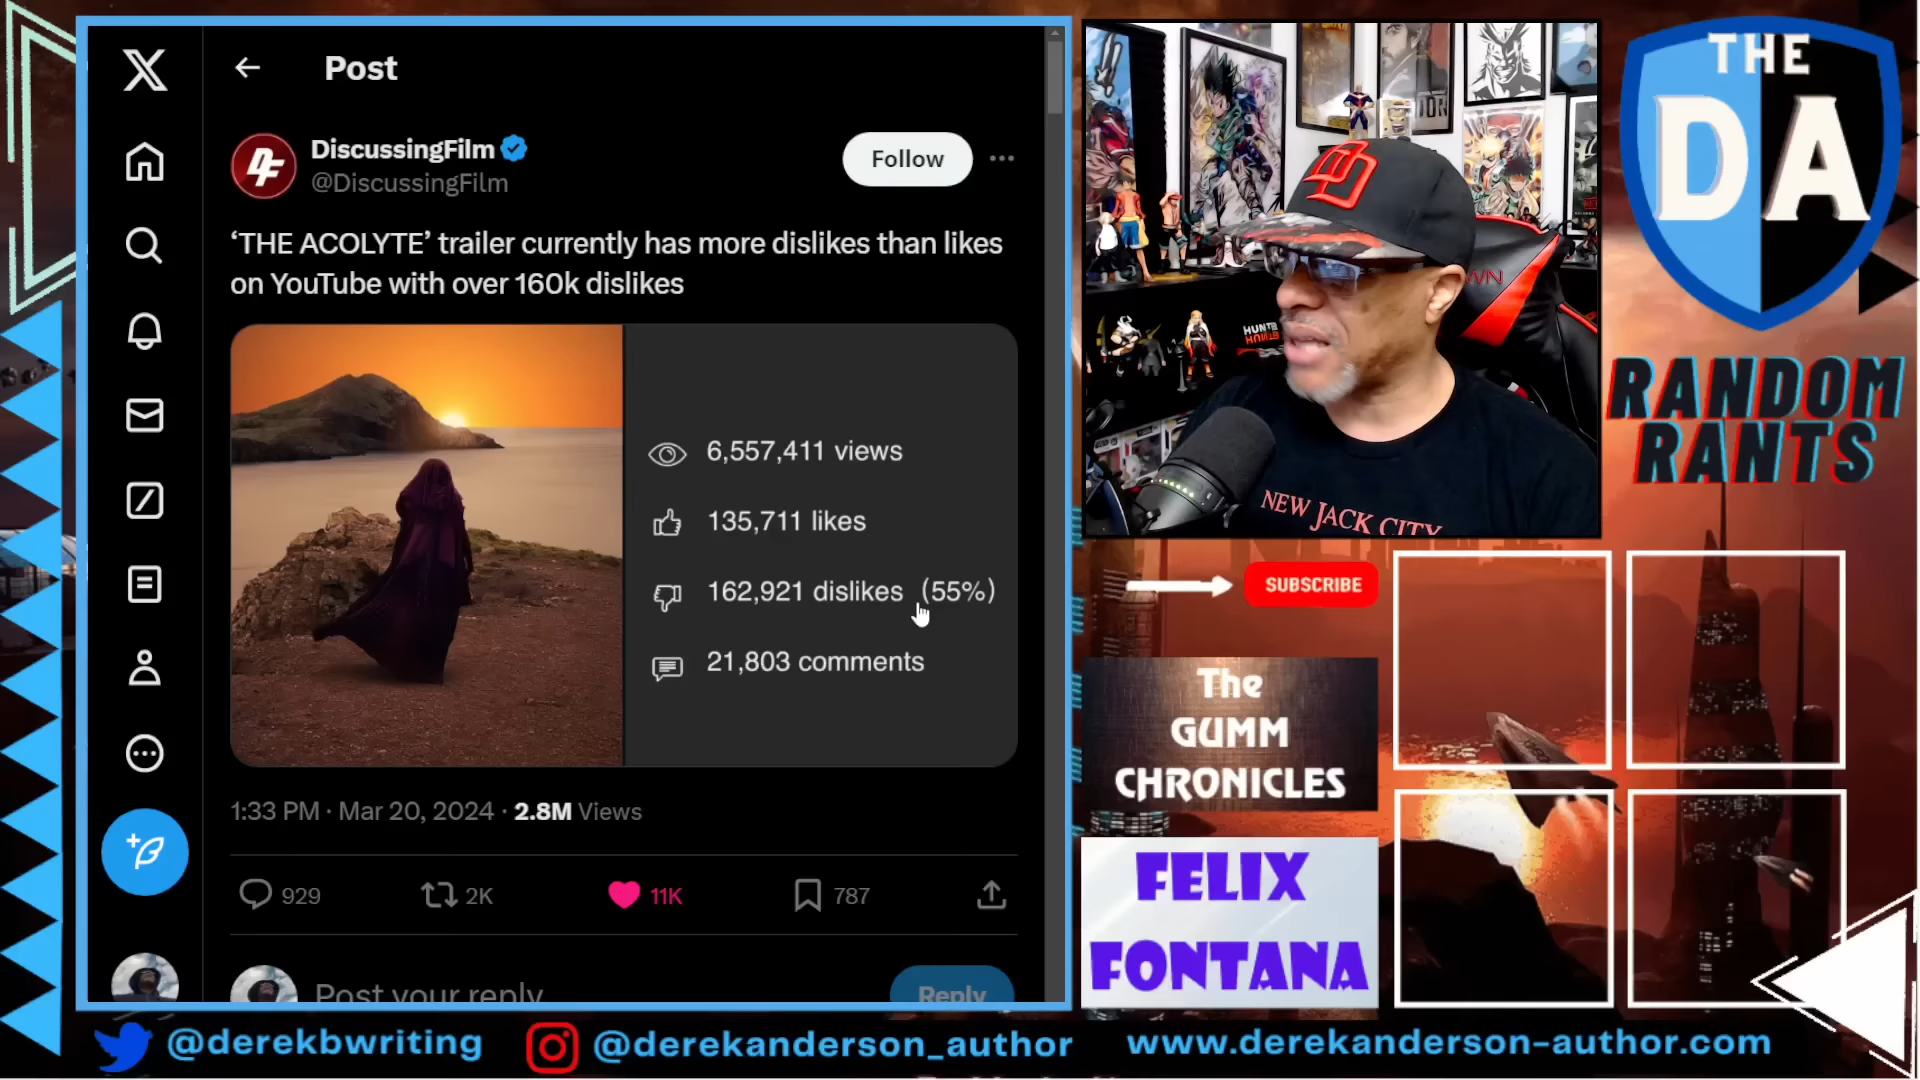 Post
DiscussingFilm
@DiscussingFilm
Follow
‘THE ACOLYTE’ trailer currently has more dislikes than likes
on YouTube with over 160k dislikes
6,557,411 views
135,711 likes
162,921 dislikes (55%)
21,803 comments
1:33 PM · Mar 20, 2024 · 2.8M Views
929
2K
11K
787
Post your reply
Reply
NEW JACK CITY
THE
DA
RANDOM
RANTS
SUBSCRIBE
The
GUMM
CHRONICLES
FELIX
FONTANA
@derekbwriting
@derekanderson_author
www.derekanderson-author.com